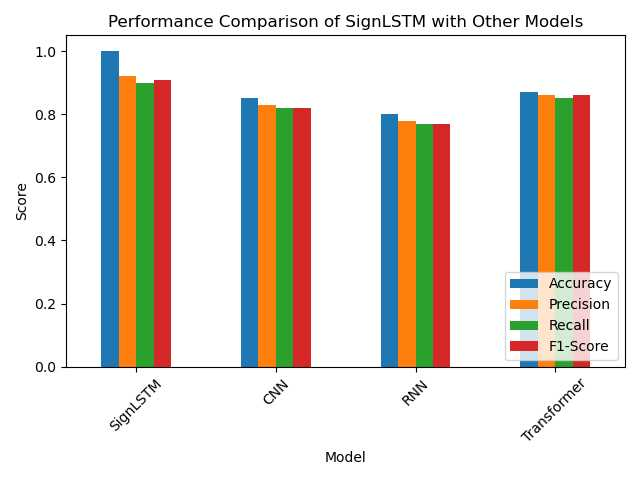 Performance Comparison of SignLSTM with Other Models
Score
1.0
0.8
0.6
0.4
0.2
0.0
Accuracy
Precision
Recall
F1-Score
SignLSTM
CNN
RNN
Transformer
Model